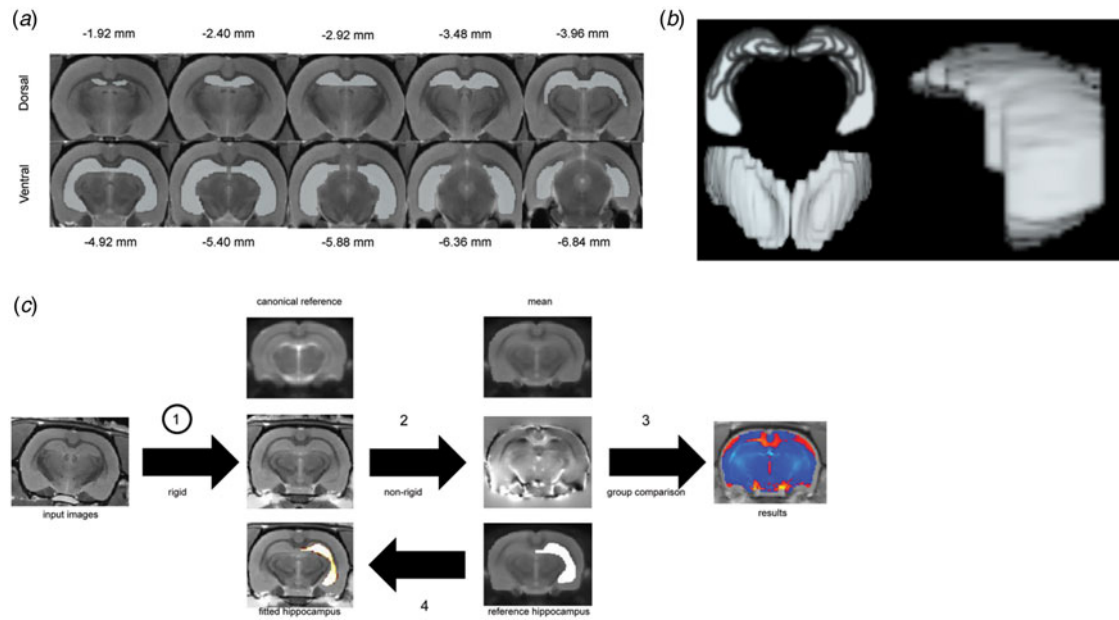 (a)
-1.92 mm -2.40 mm -2.92 mm -3.48 mm -3.96 mm
Dorsal
Ventral
-4.92 mm -5.40 mm -5.88 mm -6.36 mm -6.84 mm
(b)
(c)
canonical reference
mean
1
2
3
rigid
non-rigid
group comparison
input images
results
4
fitted hippocampus
reference hippocampus